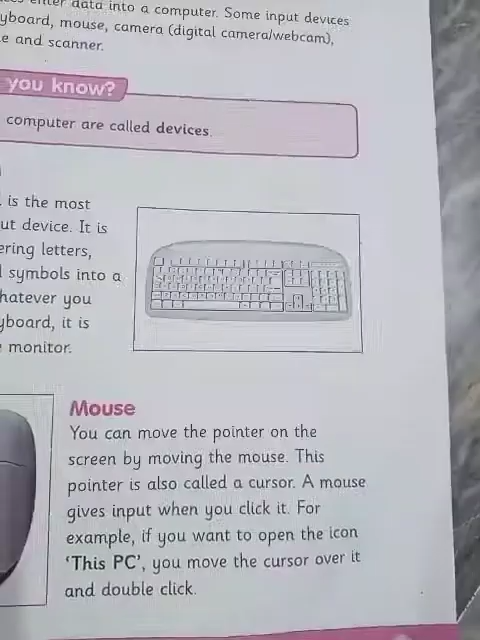 enter data into a computer. Some input devices
yboard, mouse, camera (digital camera/webcam),
e and scanner.
you know?
computer are called devices.
is the most
ut device. It is
ering letters,
symbols into a
hatever you
yboard, it is
monitor.
Mouse
You can move the pointer on the
screen by moving the mouse. This
pointer is also called a cursor. A mouse
gives input when you click it. For
example, if you want to open the icon
‘This PC’, you move the cursor over it
and double click.